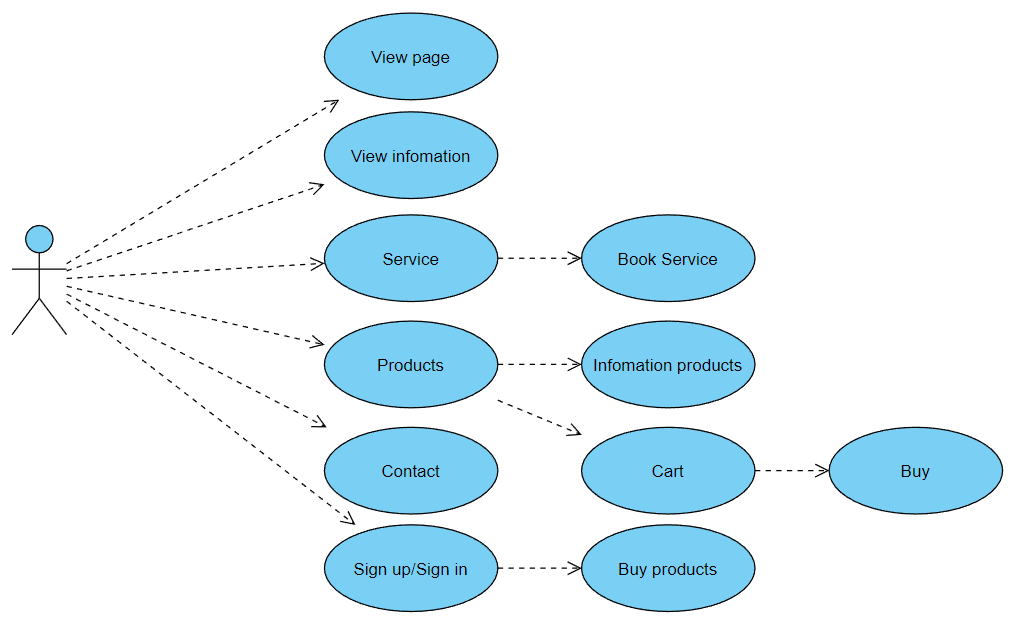 View page
View infomation
Service
Book Service
Products
Infomation products
Contact
Cart
Buy
Sign up/Sign in
Buy products